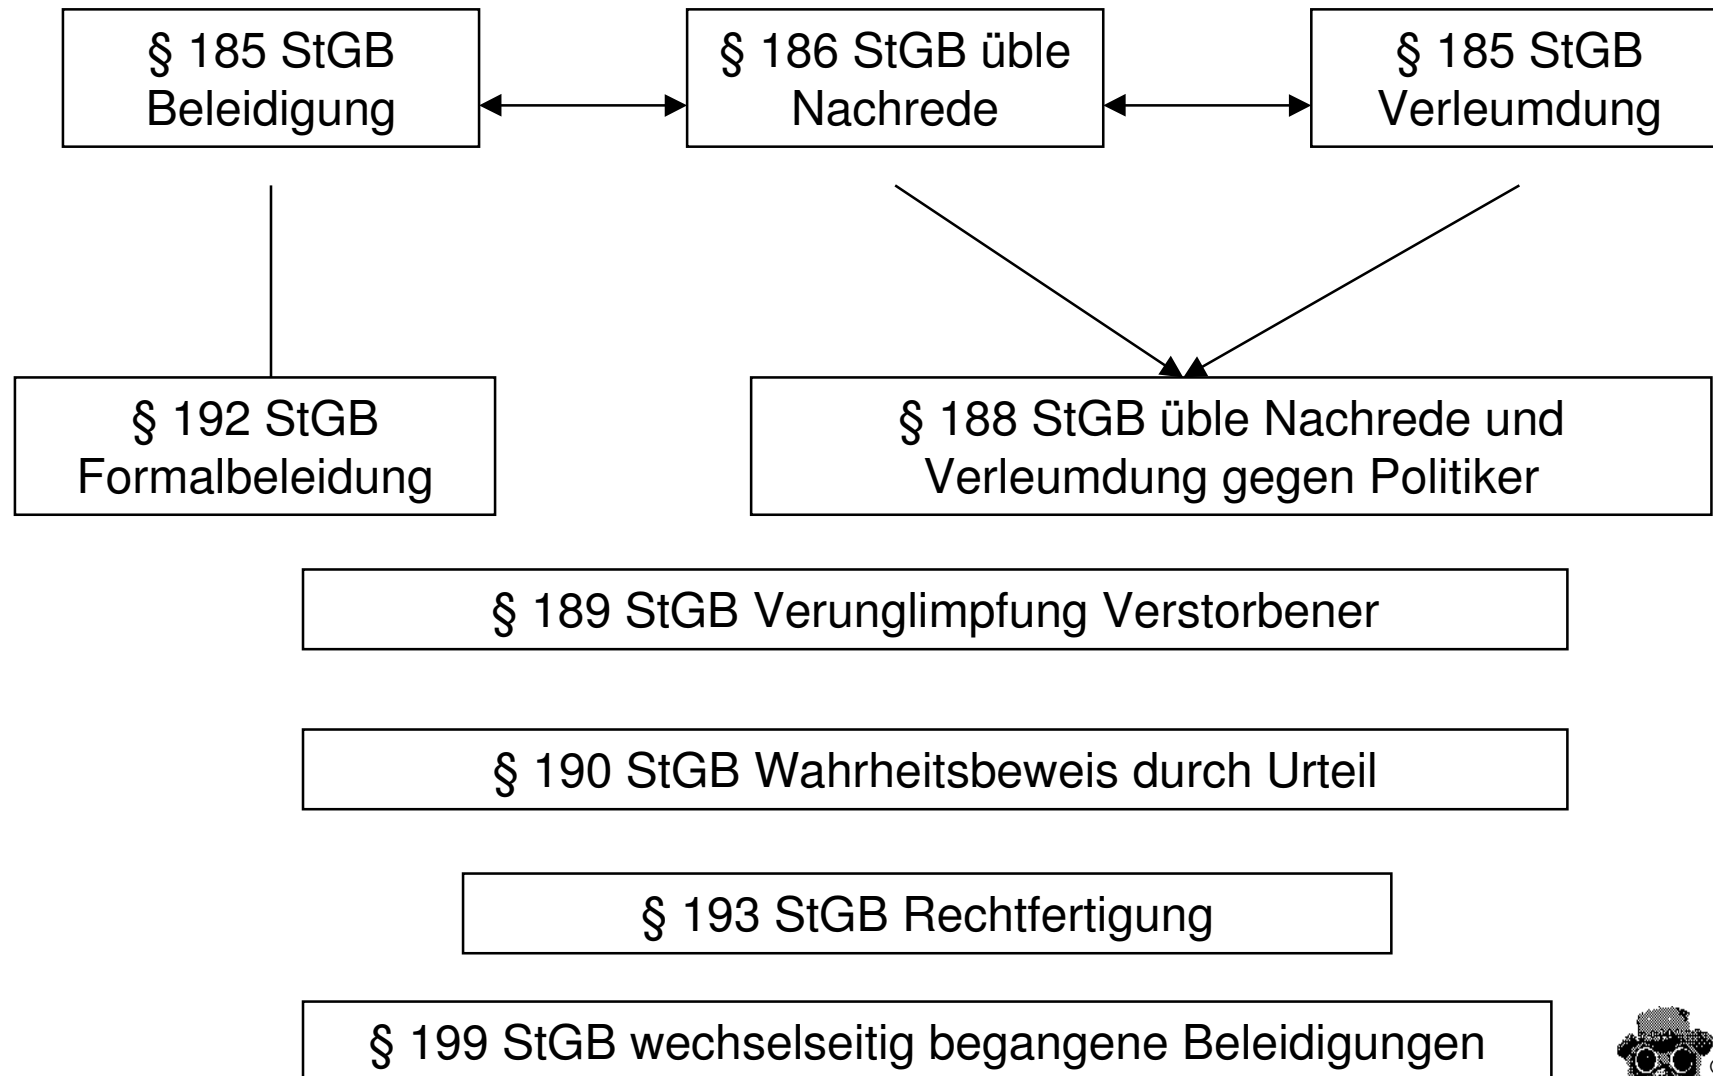 § 185 StGB
Beleidigung
§ 186 StGB üble
Nachrede
§ 185 StGB
Verleumdung
§ 192 StGB
Formalbeleidung
§ 188 StGB üble Nachrede und
Verleumdung gegen Politiker
§ 189 StGB Verunglimpfung Verstorbener
§ 190 StGB Wahrheitsbeweis durch Urteil
§ 193 StGB Rechtfertigung
§ 199 StGB wechselseitig begangene Beleidigungen